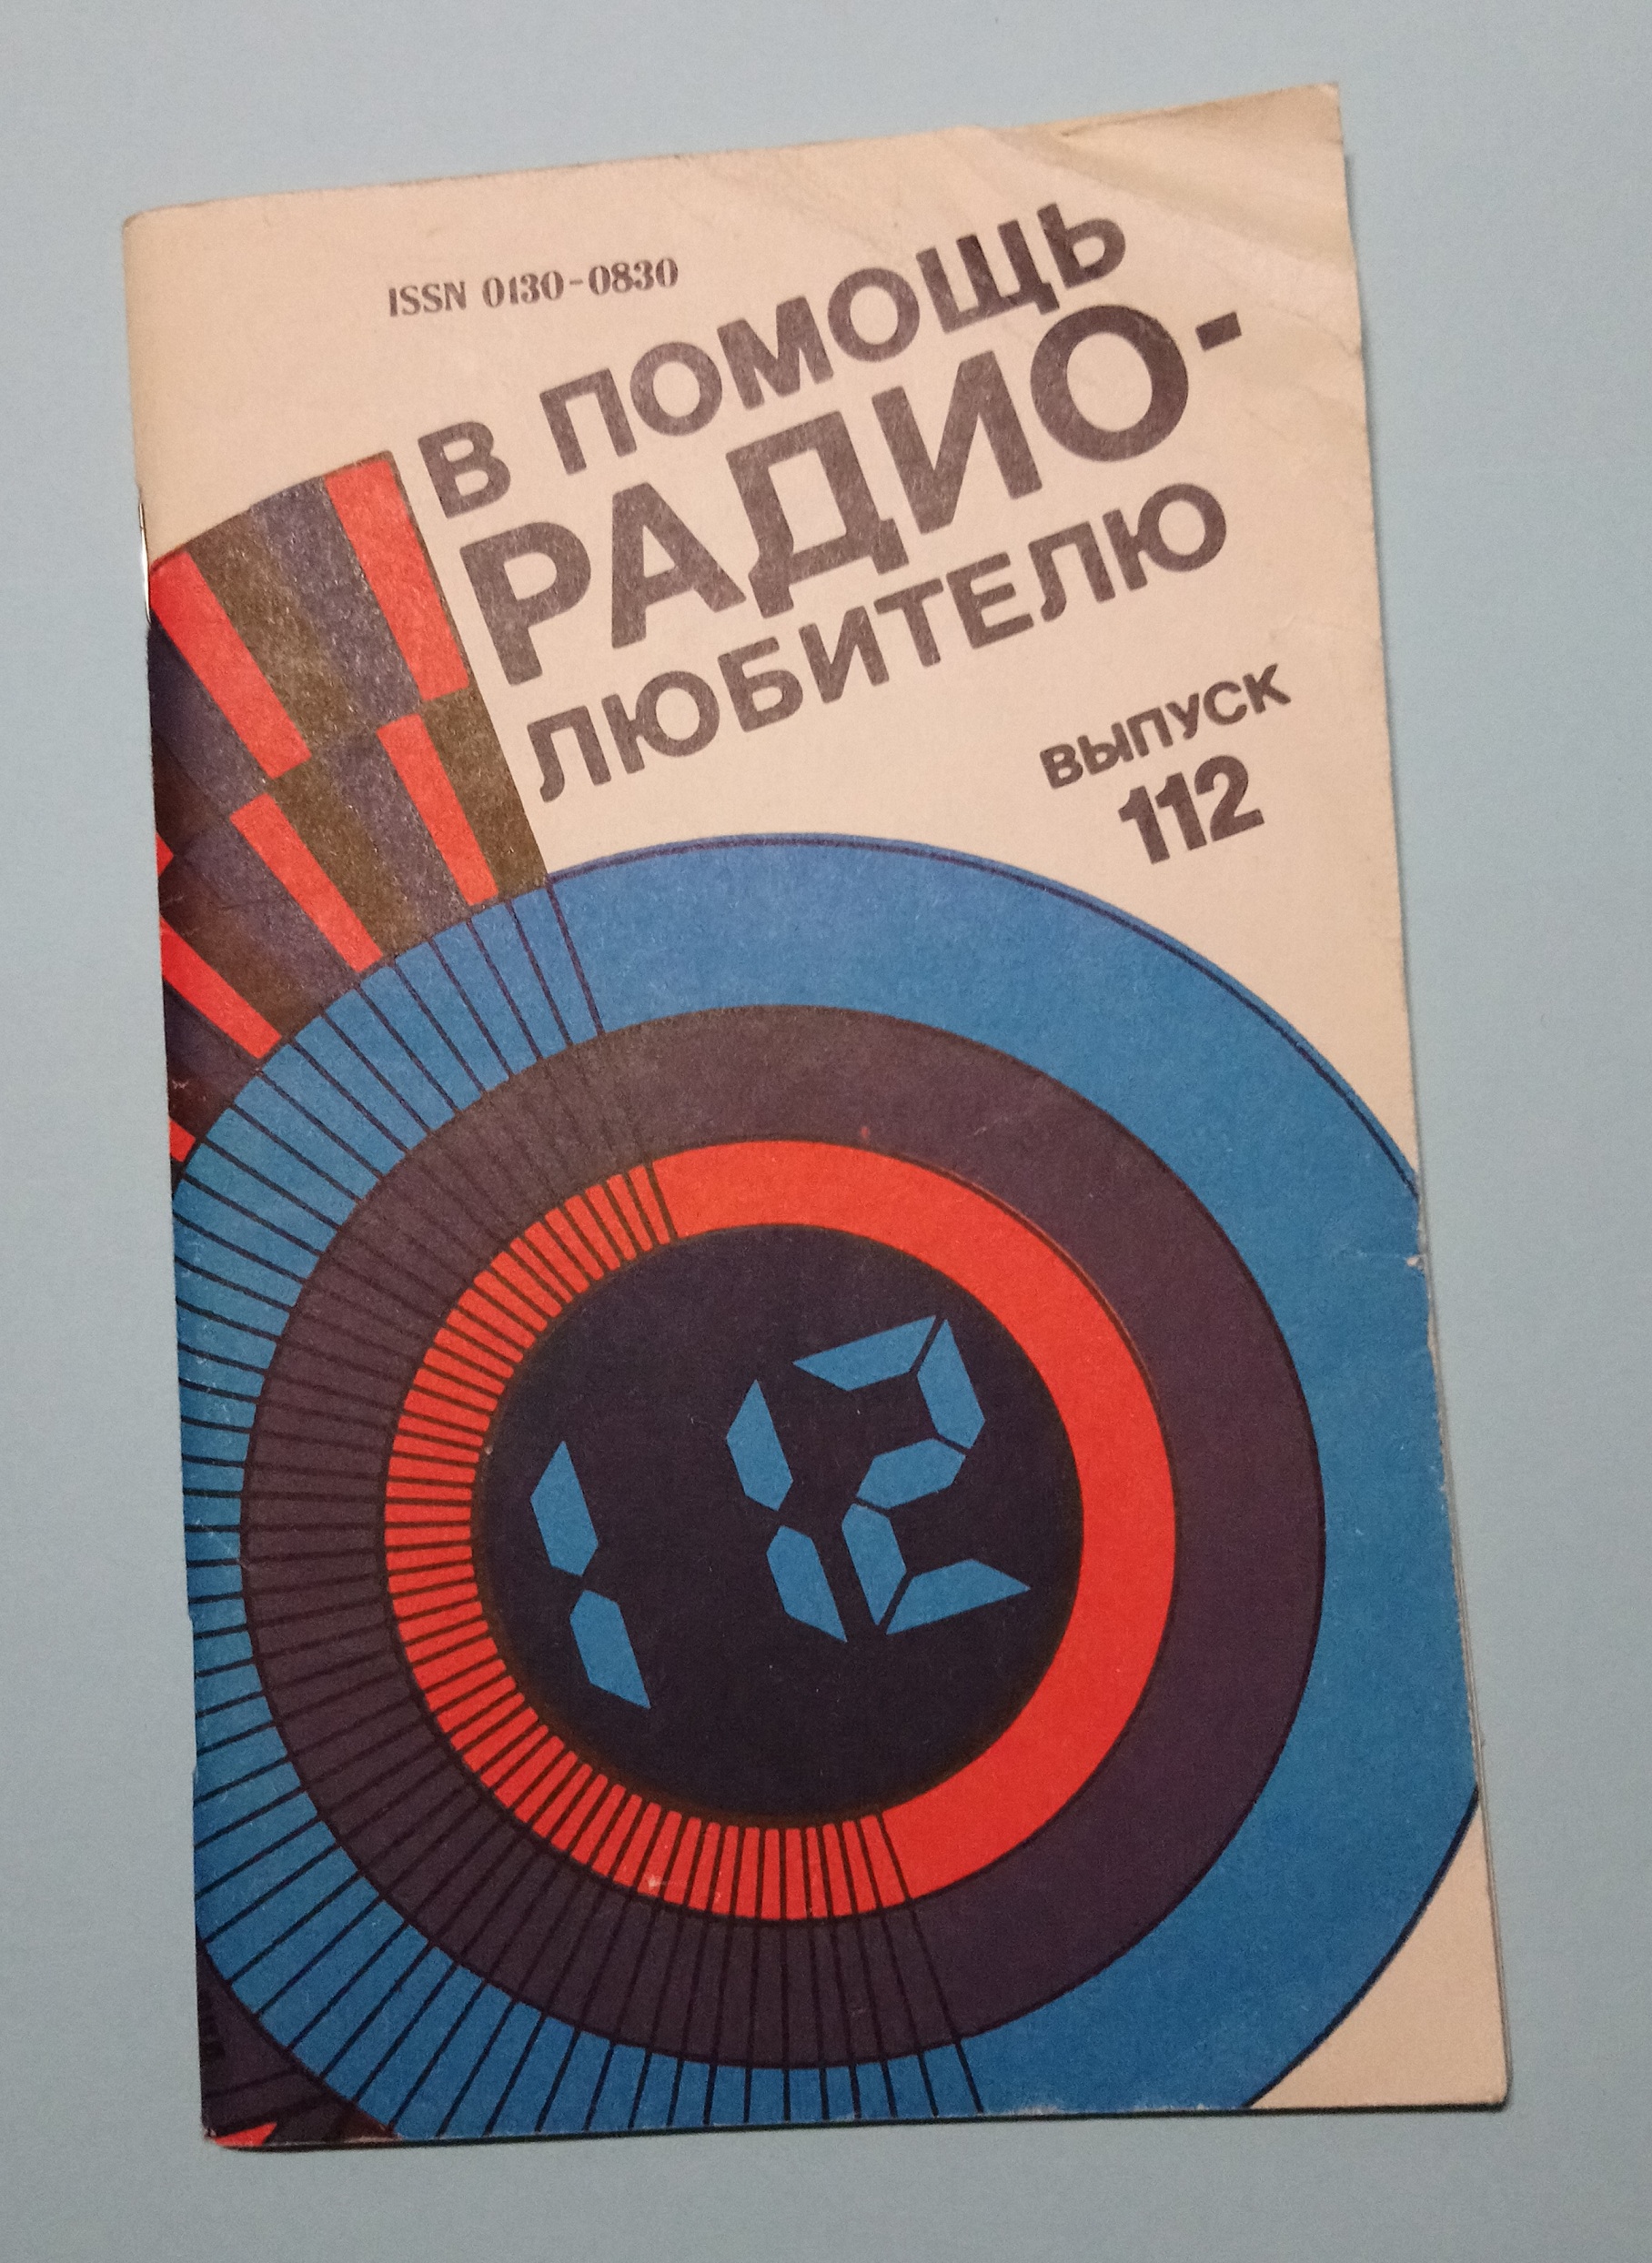 ISSN 0130-0830
В ПОМОЩЬ
РАДИО-
ЛЮБИТЕЛЮ
ВЫПУСК
112
112